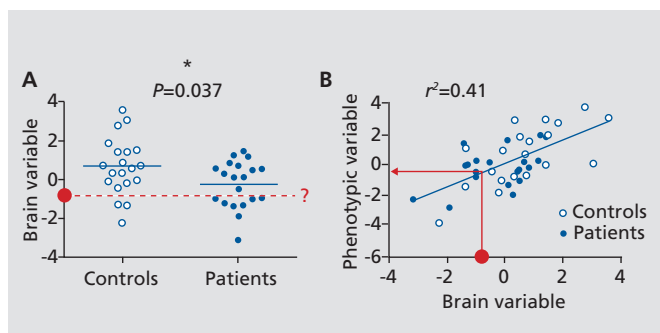 A
*
P=0.037
Brain variable
4
2
0
-2
-4
?
Controls
Patients
B
r²=0.41
Phenotypic variable
4
2
0
-2
-4
-6
Controls
Patients
-4
-2
0
2
4
Brain variable